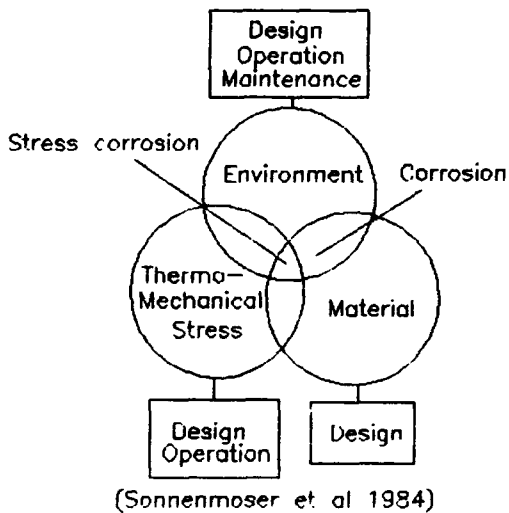 Design
Operation
Maintenance
Stress corrosion
Environment
Corrosion
Thermo-
Mechanical
Stress
Material
Design
Operation
Design
(Sonnenmoser et al 1984)